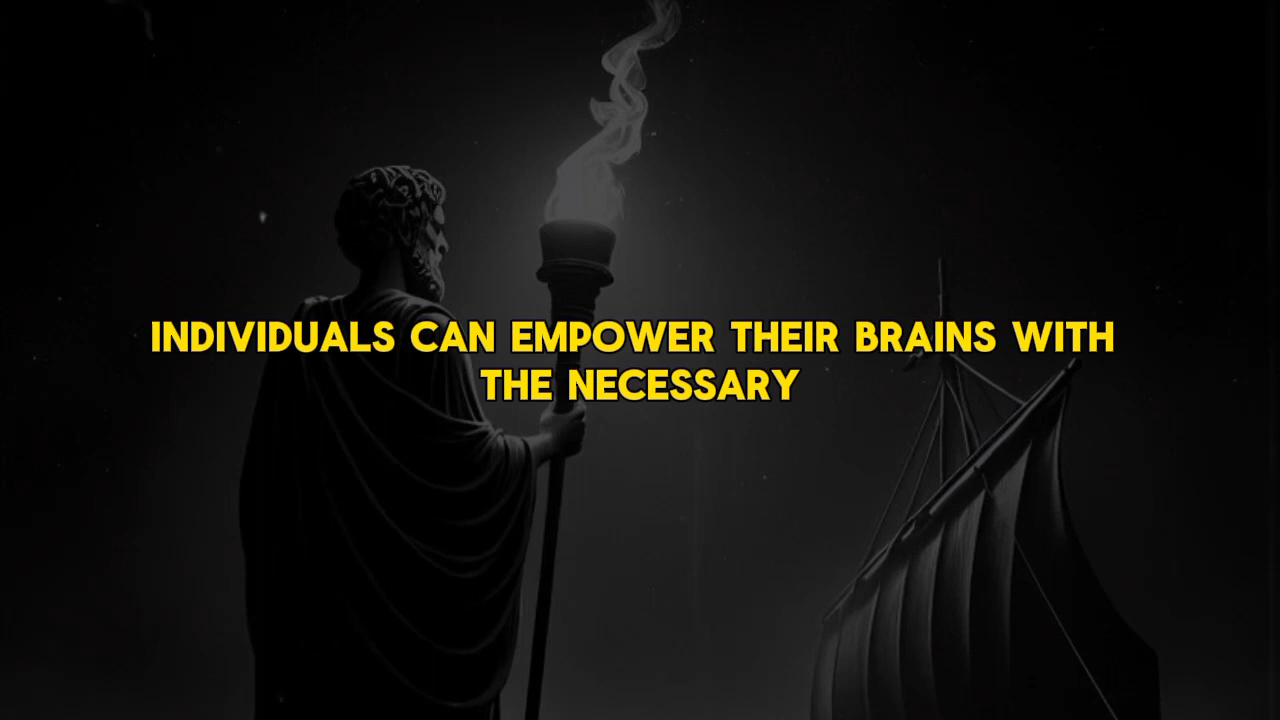 INDIVIDUALS CAN EMPOWER THEIR BRAINS WITH
THE NECESSARY